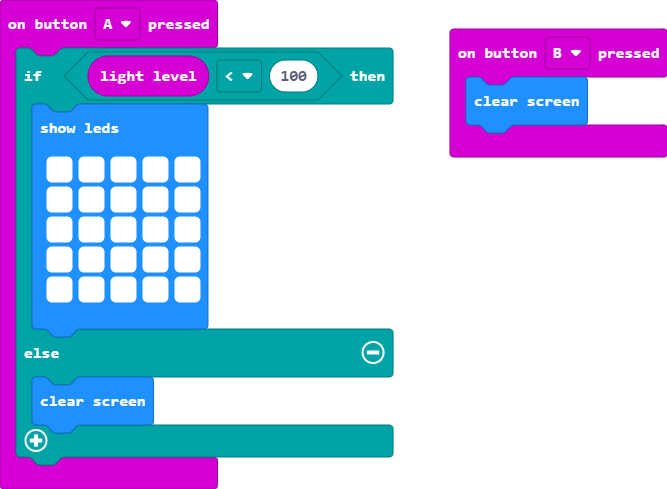 on button A pressed
if light level < 100 then
show leds
else
clear screen
on button B pressed
clear screen